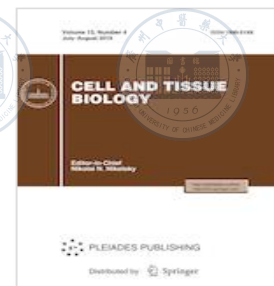 Volume 13, Number 4
July-August 2019
CELL AND TISSUE
BIOLOGY
1956
Editor-in-Chief
Nikolai N. Nikolsky
PLEIADES PUBLISHING
Distributed by Springer